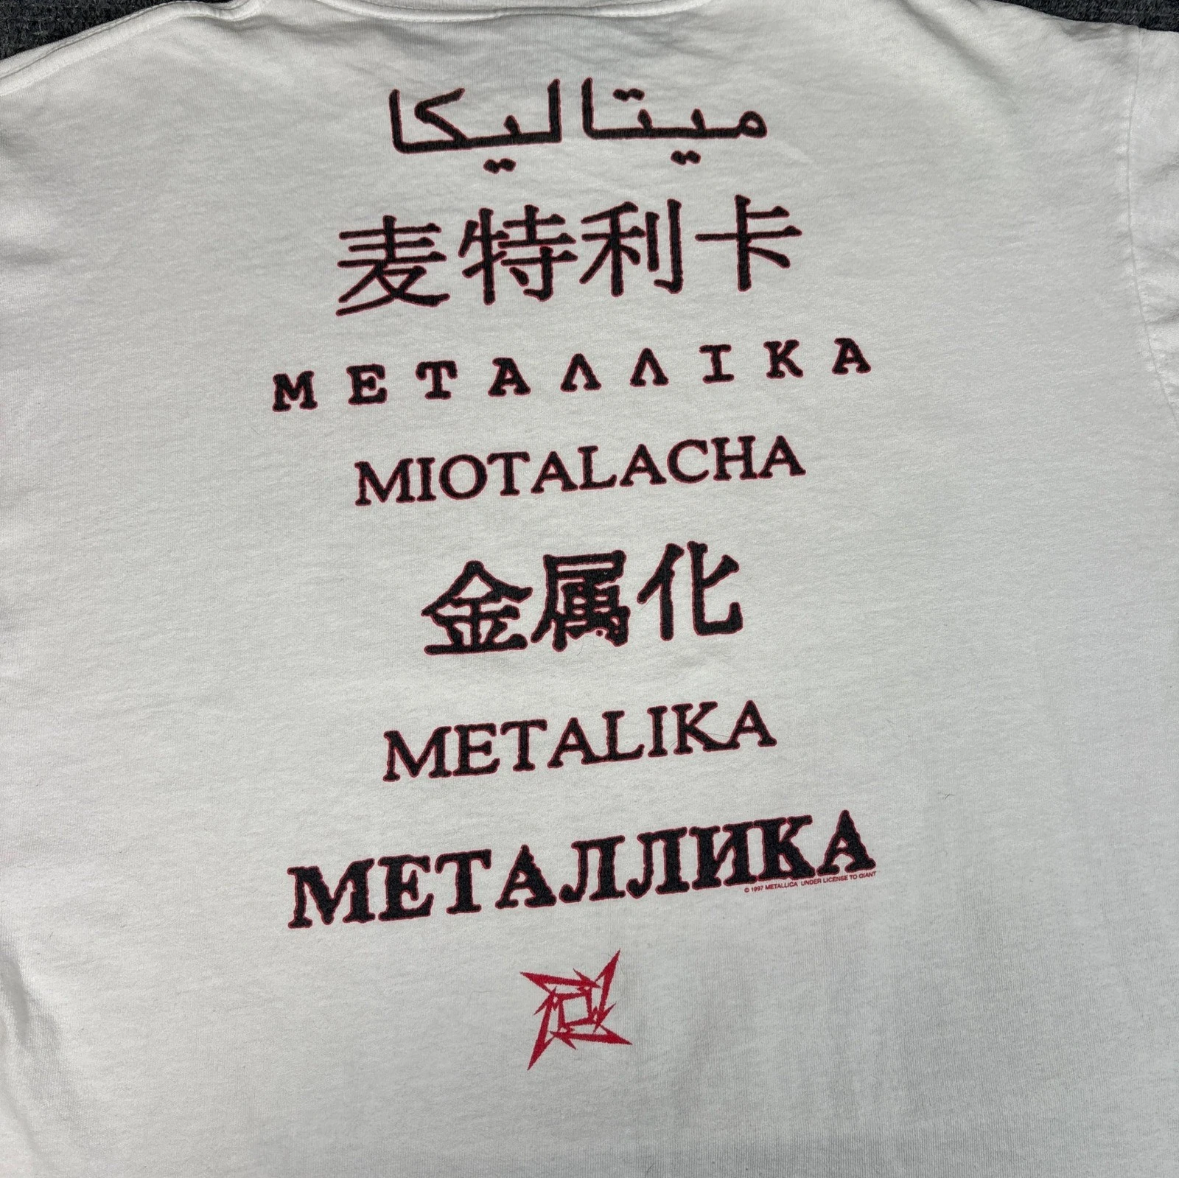 ميتاليكا
麦特利卡
ΜΕΤΑΛΛΙΚΑ
MIOTALACHA
金属化
METALIKA
МЕТАЛЛИКА
© 1997 METALLICA UNDER LICENSE TO GIANT